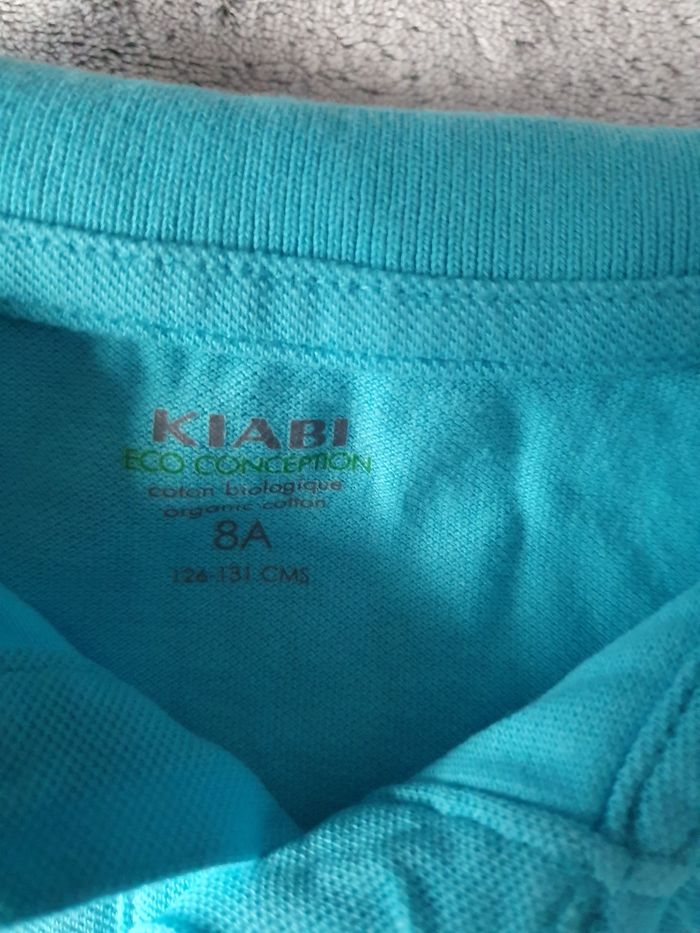 KIABI
ECO CONCEPTION
coton biologique
organic cotton
8A
126-131 CMS